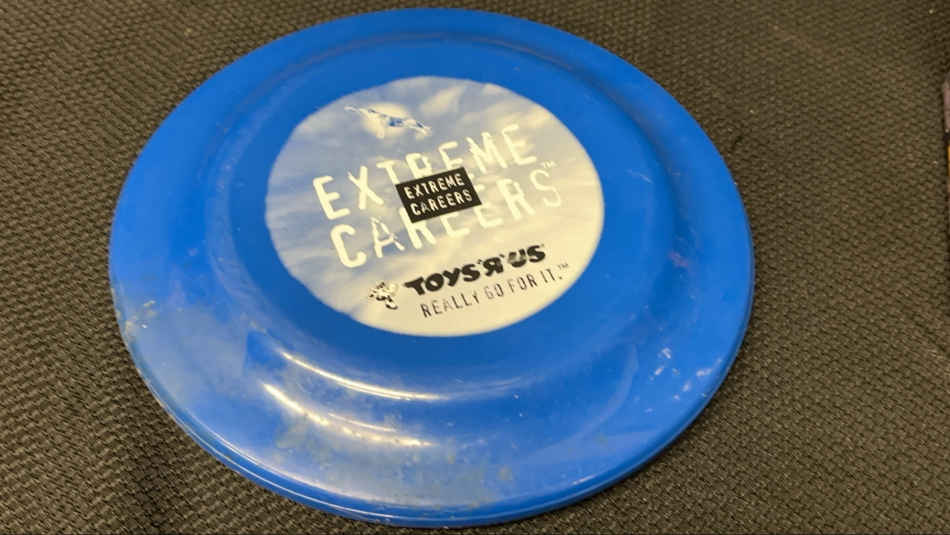 EXTREME
CAREERS™
EXTREME
CAREERS
TOYS"R"US
REALLY GO FOR IT.™